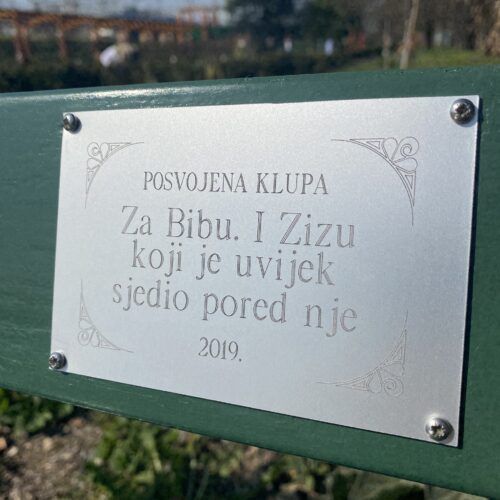 POSVOJENA KLUPA
Za Bibu. I Zizu
koji je uvijek
sjedio pored nje
2019.